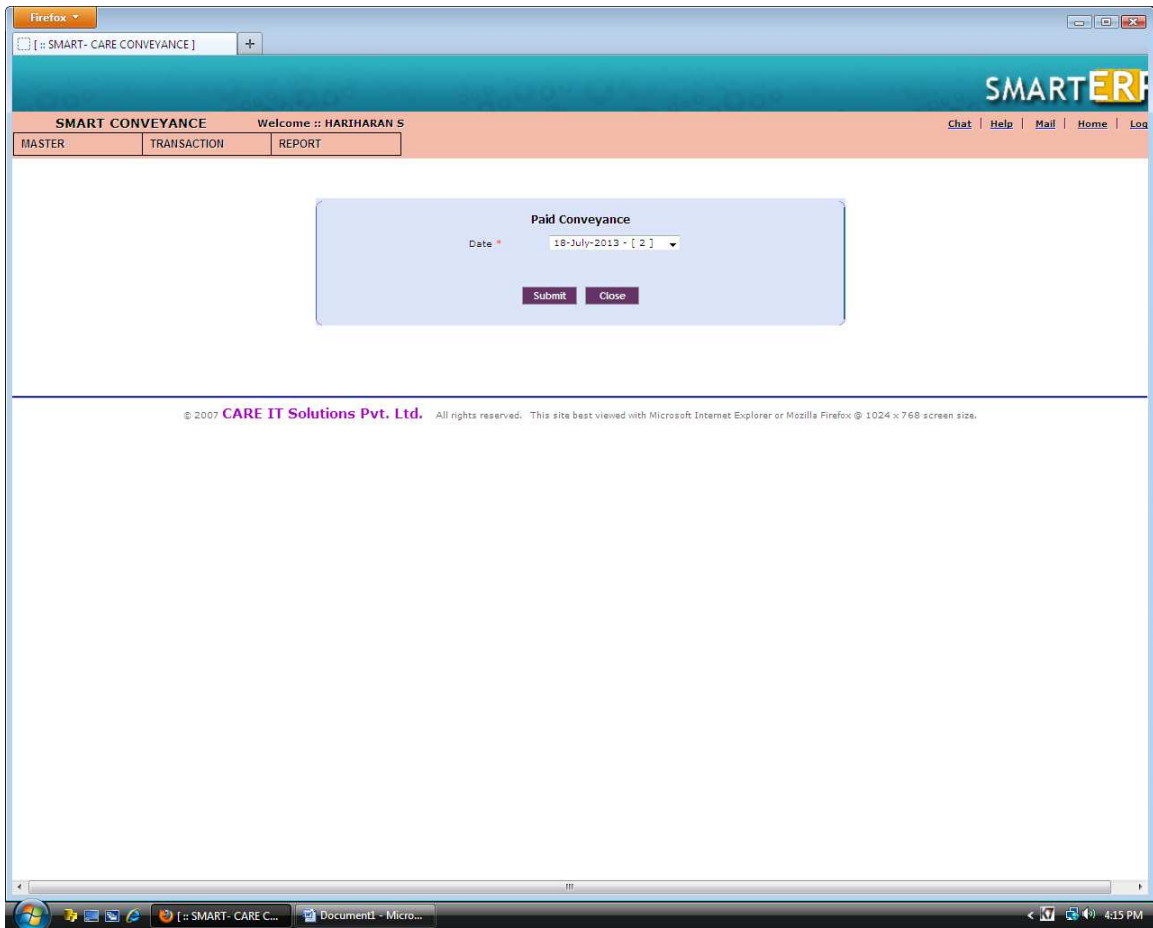 Firefox
[ :: SMART- CARE CONVEYANCE ]
SMARTERP
SMART CONVEYANCE Welcome :: HARIHARAN S Chat | Help | Mail | Home | Log
MASTER TRANSACTION REPORT
Paid Conveyance
Date * 18-July-2013 - [ 2 ]
Submit Close
© 2007 CARE IT Solutions Pvt. Ltd. All rights reserved. This site best viewed with Microsoft Internet Explorer or Mozilla Firefox @ 1024 x 768 screen size.
[ :: SMART- CARE C... Document1 - Micro... 4:15 PM